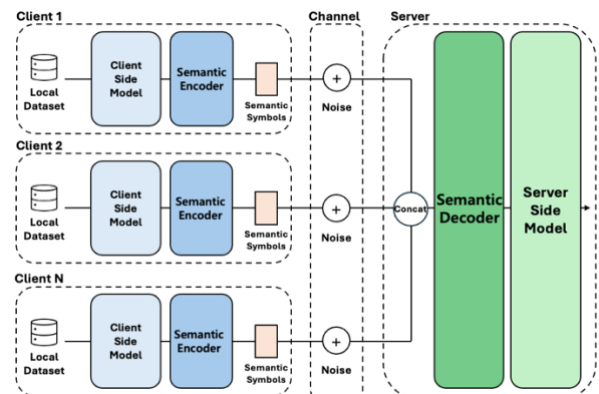 Client 1
Channel
Server
Local
Dataset
Client
Side
Model
Semantic
Encoder
Semantic
Symbols
+
Noise
Client 2
Local
Dataset
Client
Side
Model
Semantic
Encoder
Semantic
Symbols
+
Noise
Concat
Semantic
Decoder
Server
Side
Model
Client N
Local
Dataset
Client
Side
Model
Semantic
Encoder
Semantic
Symbols
+
Noise